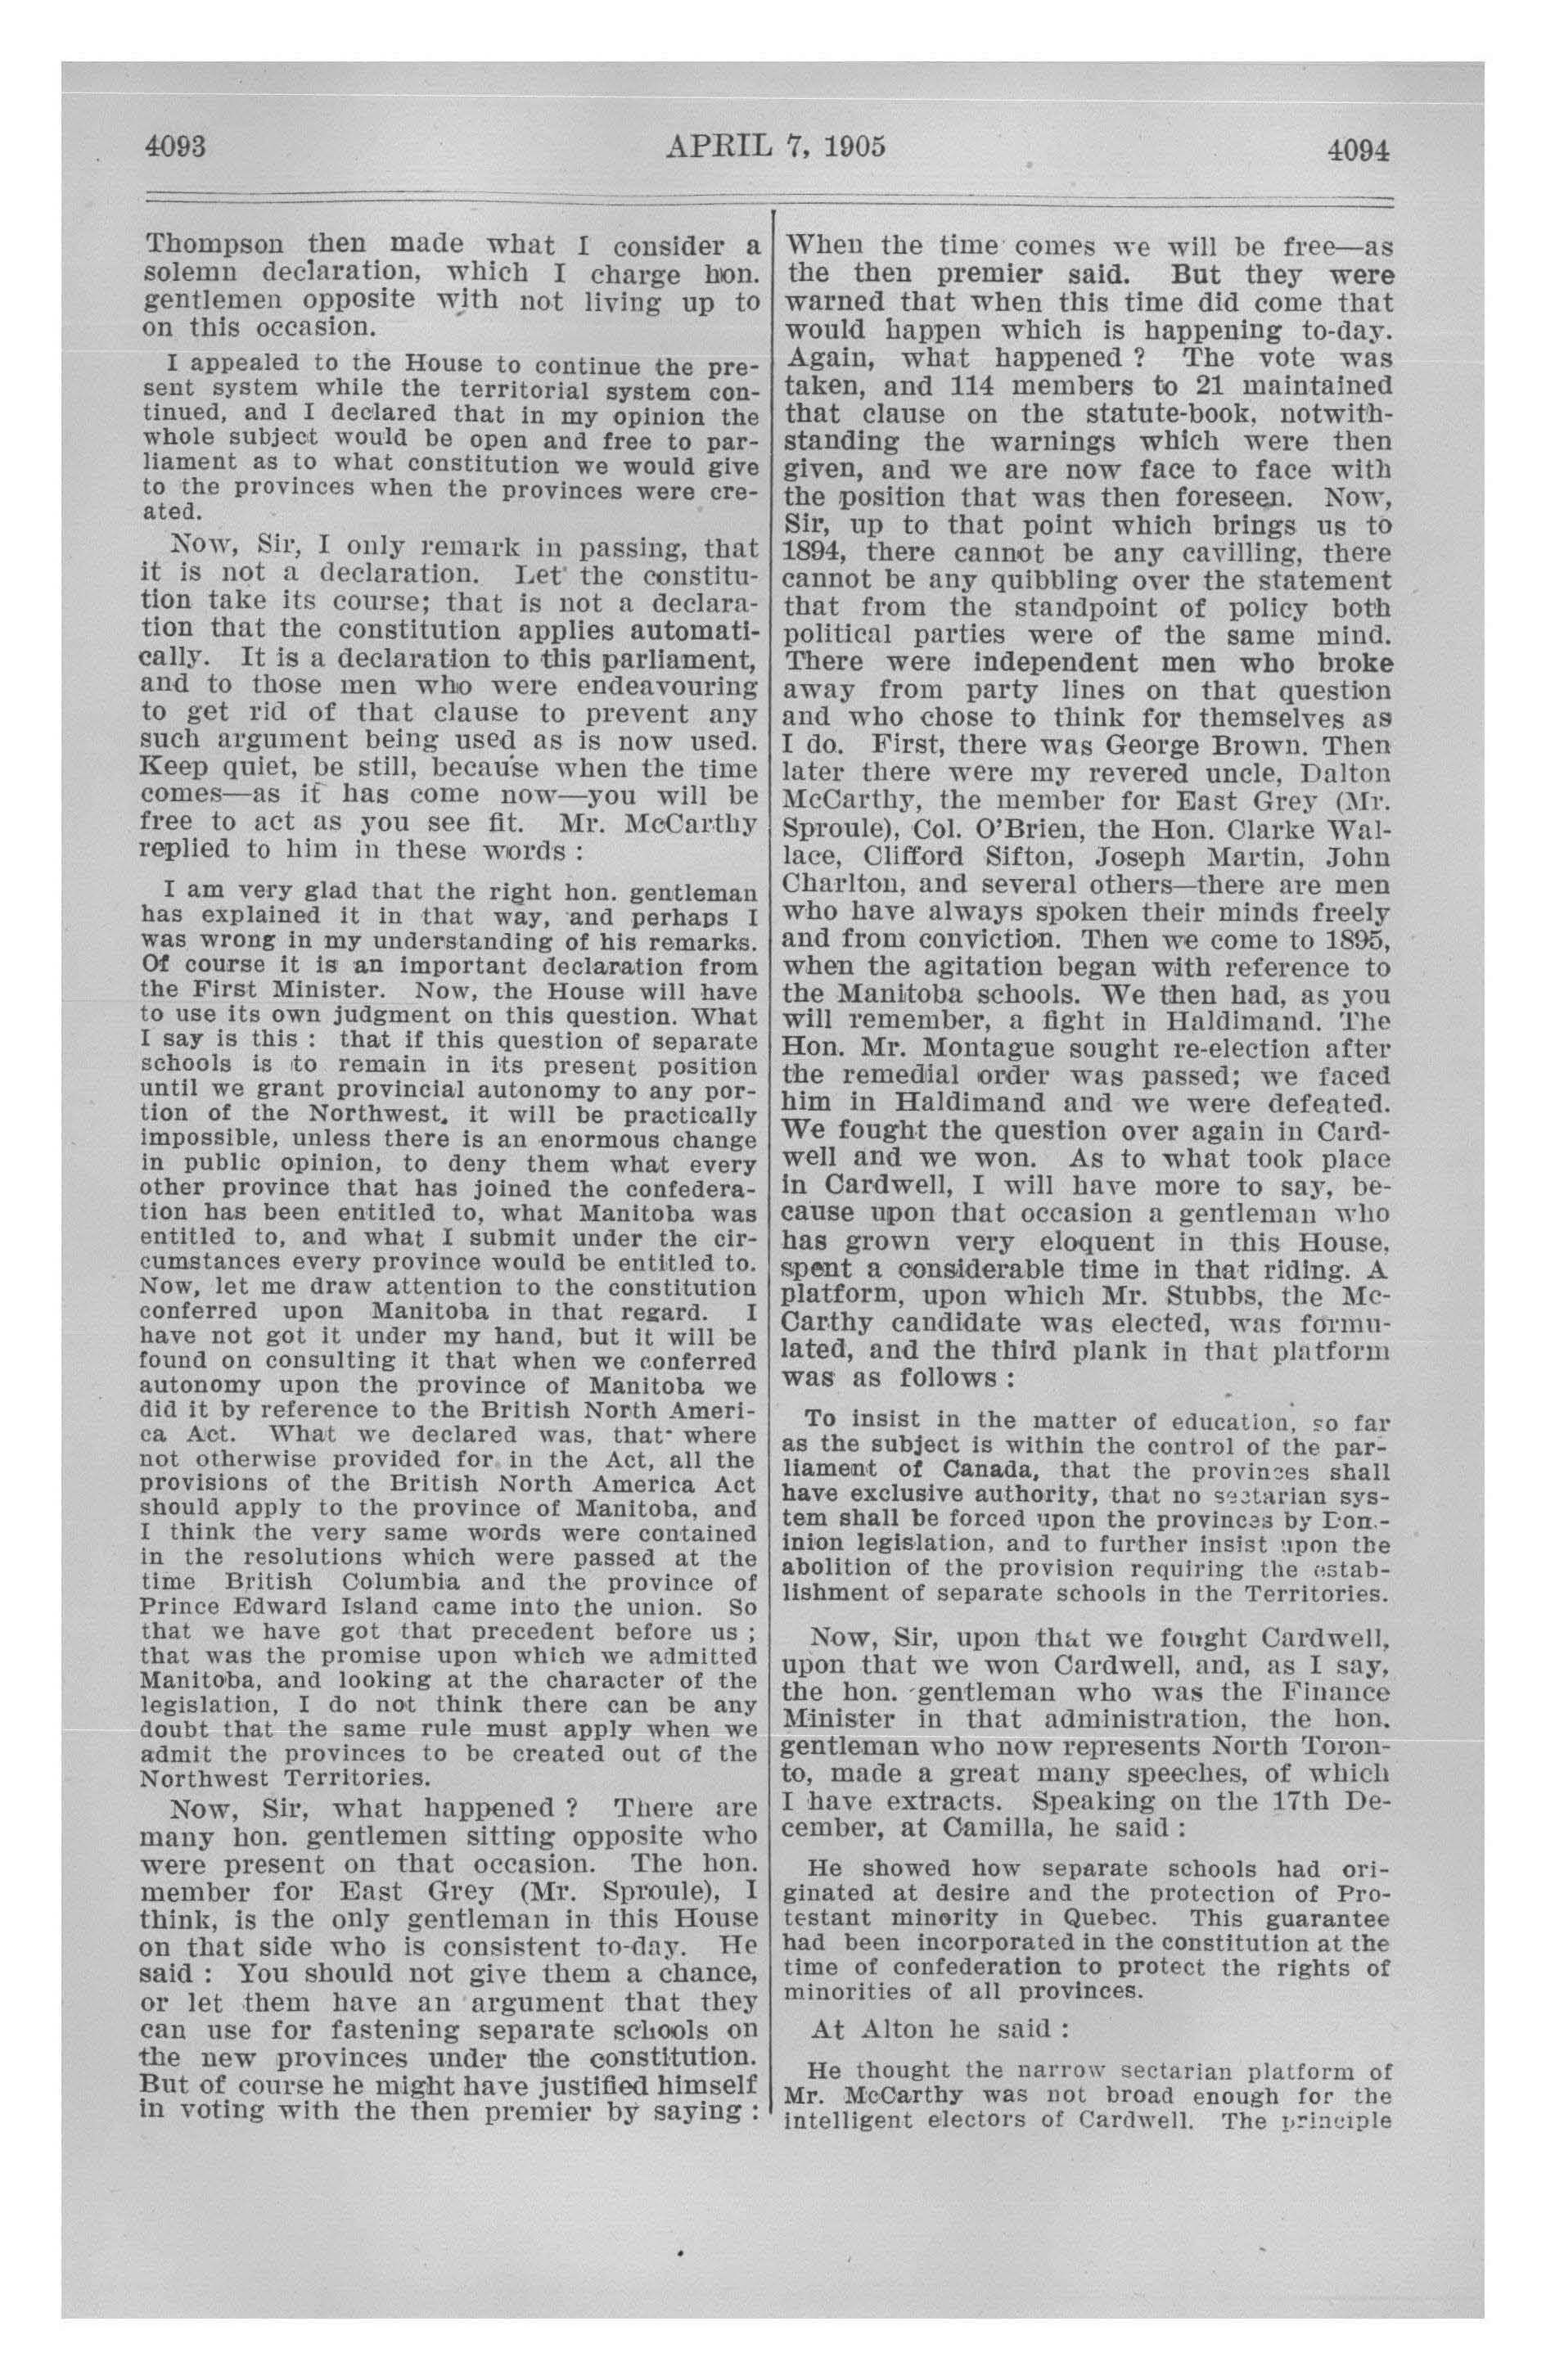 4093
APRIL 7, 1905
4094
Thompson then made what I consider a
solemn declaration, which I charge hon.
gentlemen opposite with not living up to
on this occasion.
I appealed to the House to continue the pre-
sent system while the territorial system con-
tinued, and I declared that in my opinion the
whole subject would be open and free to par-
liament as to what constitution we would give
to the provinces when the provinces were cre-
ated.
Now, Sir, I only remark in passing, that
it is not a declaration. Let the constitu-
tion take its course; that is not a declara-
tion that the constitution applies automati-
cally. It is a declaration to this parliament,
and to those men who were endeavouring
to get rid of that clause to prevent any
such argument being used as is now used.
Keep quiet, be still, because when the time
comes—as it has come now—you will be
free to act as you see fit. Mr. McCarthy
replied to him in these words :
I am very glad that the right hon. gentleman
has explained it in that way, and perhaps I
was wrong in my understanding of his remarks.
Of course it is an important declaration from
the First Minister. Now, the House will have
to use its own judgment on this question. What
I say is this : that if this question of separate
schools is to remain in its present position
until we grant provincial autonomy to any por-
tion of the Northwest, it will be practically
impossible, unless there is an enormous change
in public opinion, to deny them what every
other province that has joined the confedera-
tion has been entitled to, what Manitoba was
entitled to, and what I submit under the cir-
cumstances every province would be entitled to.
Now, let me draw attention to the constitution
conferred upon Manitoba in that regard. I
have not got it under my hand, but it will be
found on consulting it that when we conferred
autonomy upon the province of Manitoba we
did it by reference to the British North Ameri-
ca Act. What we declared was, that where
not otherwise provided for in the Act, all the
provisions of the British North America Act
should apply to the province of Manitoba, and
I think the very same words were contained
in the resolutions which were passed at the
time British Columbia and the province of
Prince Edward Island came into the union. So
that we have got that precedent before us ;
that was the promise upon which we admitted
Manitoba, and looking at the character of the
legislation, I do not think there can be any
doubt that the same rule must apply when we
admit the provinces to be created out of the
Northwest Territories.
Now, Sir, what happened ? There are
many hon. gentlemen sitting opposite who
were present on that occasion. The hon.
member for East Grey (Mr. Sproule), I
think, is the only gentleman in this House
on that side who is consistent to-day. He
said : You should not give them a chance,
or let them have an argument that they
can use for fastening separate schools on
the new provinces under the constitution.
But of course he might have justified himself
in voting with the then premier by saying :
When the time comes we will be free—as
the then premier said. But they were
warned that when this time did come that
would happen which is happening to-day.
Again, what happened ? The vote was
taken, and 114 members to 21 maintained
that clause on the statute-book, notwith-
standing the warnings which were then
given, and we are now face to face with
the position that was then foreseen. Now,
Sir, up to that point which brings us to
1894, there cannot be any cavilling, there
cannot be any quibbling over the statement
that from the standpoint of policy both
political parties were of the same mind.
There were independent men who broke
away from party lines on that question
and who chose to think for themselves as
I do. First, there was George Brown. Then
later there were my revered uncle, Dalton
McCarthy, the member for East Grey (Mr.
Sproule), Col. O'Brien, the Hon. Clarke Wal-
lace, Clifford Sifton, Joseph Martin, John
Charlton, and several others—there are men
who have always spoken their minds freely
and from conviction. Then we come to 1895,
when the agitation began with reference to
the Manitoba schools. We then had, as you
will remember, a fight in Haldimand. The
Hon. Mr. Montague sought re-election after
the remedial order was passed; we faced
him in Haldimand and we were defeated.
We fought the question over again in Card-
well and we won. As to what took place
in Cardwell, I will have more to say, be-
cause upon that occasion a gentleman who
has grown very eloquent in this House,
spent a considerable time in that riding. A
platform, upon which Mr. Stubbs, the Mc-
Carthy candidate was elected, was formu-
lated, and the third plank in that platform
was as follows :
To insist in the matter of education, so far
as the subject is within the control of the par-
liament of Canada, that the provinces shall
have exclusive authority, that no sectarian sys-
tem shall be forced upon the provinces by Dom-
inion legislation, and to further insist upon the
abolition of the provision requiring the estab-
lishment of separate schools in the Territories.
Now, Sir, upon that we fought Cardwell,
upon that we won Cardwell, and, as I say,
the hon. gentleman who was the Finance
Minister in that administration, the hon.
gentleman who now represents North Toron-
to, made a great many speeches, of which
I have extracts. Speaking on the 17th De-
cember, at Camilla, he said :
He showed how separate schools had ori-
ginated at desire and the protection of Pro-
testant minority in Quebec. This guarantee
had been incorporated in the constitution at the
time of confederation to protect the rights of
minorities of all provinces.
At Alton he said :
He thought the narrow sectarian platform of
Mr. McCarthy was not broad enough for the
intelligent electors of Cardwell. The principle